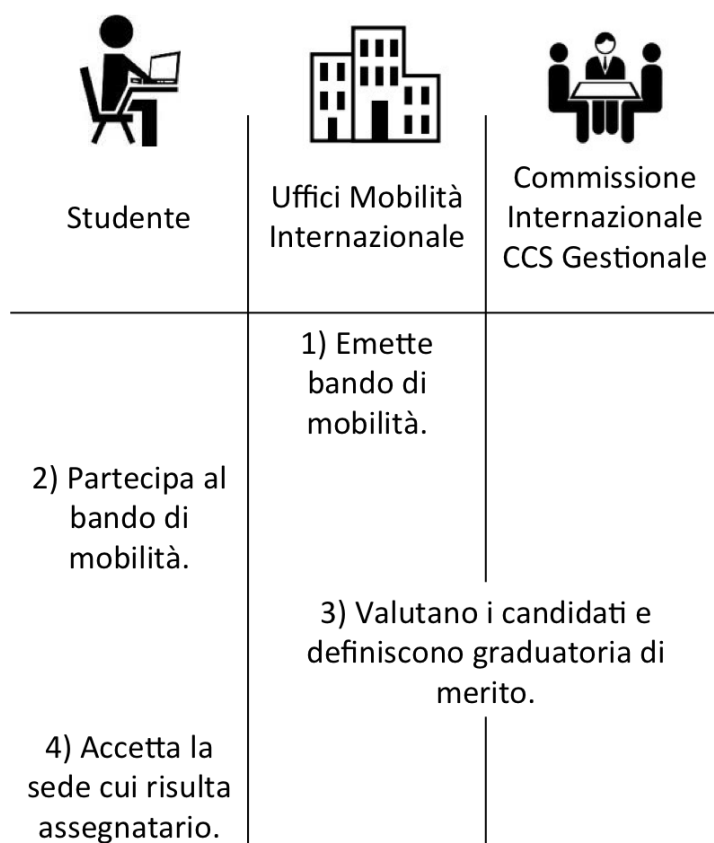 Studente
Uffici Mobilità
Internazionale
Commissione
Internazionale
CCS Gestionale
1) Emette
bando di
mobilità.
2) Partecipa al
bando di
mobilità.
3) Valutano i candidati e
definiscono graduatoria di
merito.
4) Accetta la
sede cui risulta
assegnatario.